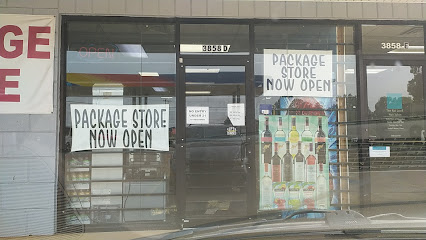 GE
E
OPEN
3858 D
PACKAGE STORE
NOW OPEN
PACKAGE
STORE
NOW OPEN
3858